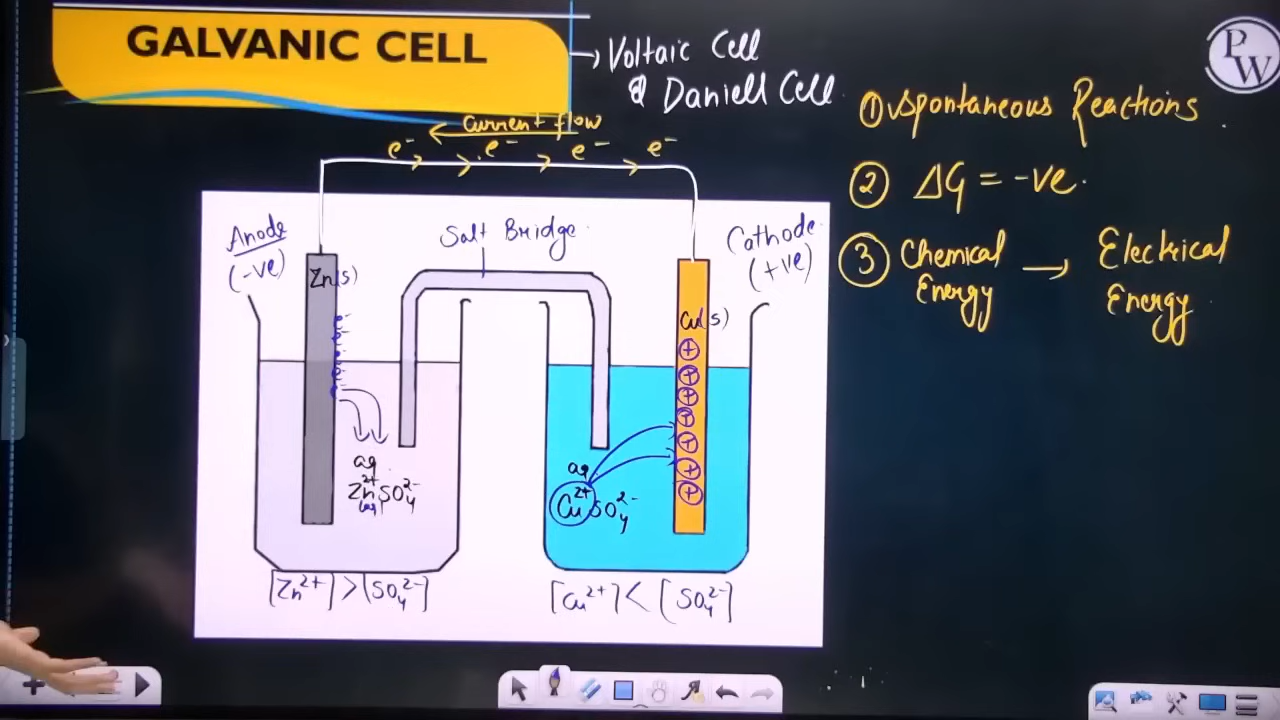 GALVANIC CELL
→ Voltaic Cell
Daniell Cell
PW
① Spontaneous Reactions
② ΔG = -ve.
③ Chemical Energy → Electrical Energy
Current flow
e⁻ e⁻ e⁻ e⁻
Anode
(-ve)
Salt Bridge
Cathode
(+ve)
Zn(s)
Cu(s)
e⁻
e⁻
e⁻
e⁻
e⁻
+
+
+
+
+
+
+
aq
Zn²⁺SO₄²⁻
aq
Cu²⁺SO₄²⁻
[Zn²⁺] > [SO₄²⁻]
[Cu²⁺] < [SO₄²⁻]